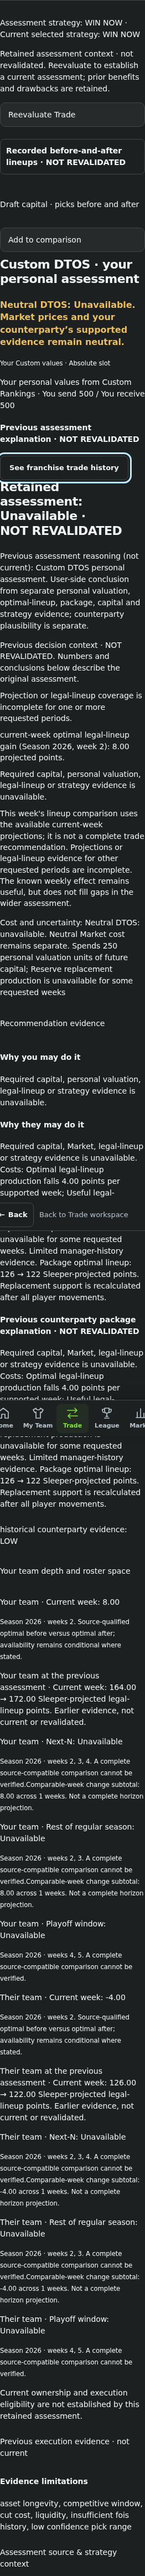 Assessment strategy: WIN NOW ·
Current selected strategy: WIN NOW
Retained assessment context · not
revalidated. Reevaluate to establish
a current assessment; prior benefits
and drawbacks are retained.
Reevaluate Trade
Recorded before-and-after
lineups · NOT REVALIDATED
Draft capital · picks before and after
Add to comparison
Custom DTOS · your
personal assessment
Neutral DTOS: Unavailable.
Market prices and your
counterparty’s supported
evidence remain neutral.
Your Custom values · Absolute slot
Your personal values from Custom
Rankings · You send 500 / You receive
500
Previous assessment
explanation · NOT REVALIDATED
See franchise trade history
Retained
assessment:
Unavailable ·
NOT REVALIDATED
Previous assessment reasoning (not
current): Custom DTOS personal
assessment. User-side conclusion
from separate personal valuation,
optimal-lineup, package, capital and
strategy evidence; counterparty
plausibility is separate.
Previous decision context · NOT
REVALIDATED. Numbers and
conclusions below describe the
original assessment.
Projection or legal-lineup coverage is
incomplete for one or more
requested periods.
current-week optimal legal-lineup
gain (Season 2026, week 2): 8.00
projected points.
Required capital, personal valuation,
legal-lineup or strategy evidence is
unavailable.
This week's lineup comparison uses
the available current-week
projections; it is not a complete trade
recommendation. Projections or
legal-lineup evidence for other
requested periods are incomplete.
The known weekly effect remains
useful, but does not fill gaps in the
wider assessment.
Cost and uncertainty: Neutral DTOS:
unavailable. Neutral Market cost
remains separate. Spends 250
personal valuation units of future
capital; Reserve replacement
production is unavailable for some
requested weeks
Recommendation evidence
Why you may do it
Required capital, personal valuation,
legal-lineup or strategy evidence is
unavailable.
Why they may do it
Required capital, Market, legal-lineup
or strategy evidence is unavailable.
Costs: Optimal legal-lineup
production falls 4.00 points per
supported week; Useful legal-
← Back
Back to Trade workspace
unavailable for some requested
weeks. Limited manager-history
evidence. Package optimal lineup:
126 → 122 Sleeper-projected points.
Replacement support is recalculated
after all player moves.
Previous counterparty package
explanation · NOT REVALIDATED
Required capital, Market, legal-lineup
or strategy evidence is unavailable.
Costs: Optimal legal-lineup
production falls 4.00 points per
My Team
Trade
League
unavailable for some requested
weeks. Limited manager-history
evidence. Package optimal lineup:
126 → 122 Sleeper-projected points.
Replacement support is recalculated
after all player moves.
historical counterparty evidence:
LOW
Your team depth and roster space
Your team · Current week: 8.00
Season 2026 · weeks 2. Source-qualified
optimal before versus optimal after;
availability remains conditional where
stated.
Your team at the previous
assessment · Current week: 164.00
→ 172.00 Sleeper-projected legal-
lineup points. Earlier evidence, not
current or revalidated.
Your team · Next-N: Unavailable
Season 2026 · weeks 2, 3, 4. A complete
source-compatible comparison cannot be
verified.Comparable-week change subtotal:
8.00 across 1 weeks. Not a complete horizon
projection.
Your team · Rest of regular season:
Unavailable
Season 2026 · weeks 2, 3. A complete
source-compatible comparison cannot be
verified.Comparable-week change subtotal:
8.00 across 1 weeks. Not a complete horizon
projection.
Your team · Playoff window:
Unavailable
Season 2026 · weeks 4, 5. A complete
source-compatible comparison cannot be
verified.
Their team · Current week: -4.00
Season 2026 · weeks 2. Source-qualified
optimal before versus optimal after;
availability remains conditional where
stated.
Their team at the previous
assessment · Current week: 126.00
→ 122.00 Sleeper-projected legal-
lineup points. Earlier evidence, not
current or revalidated.
Their team · Next-N: Unavailable
Season 2026 · weeks 2, 3, 4. A complete
source-compatible comparison cannot be
verified.Comparable-week change subtotal:
-4.00 across 1 weeks. Not a complete
horizon projection.
Their team · Rest of regular season:
Unavailable
Season 2026 · weeks 2, 3. A complete
source-compatible comparison cannot be
verified.Comparable-week change subtotal:
-4.00 across 1 weeks. Not a complete
horizon projection.
Their team · Playoff window:
Unavailable
Season 2026 · weeks 4, 5. A complete
source-compatible comparison cannot be
verified.
Current ownership and execution
eligibility are not established by this
retained assessment.
Previous execution evidence · not
current
Evidence limitations
asset longevity, competitive window,
cut cost, liquidity, insufficient fois
history, low confidence pick range
Assessment source & strategy
context